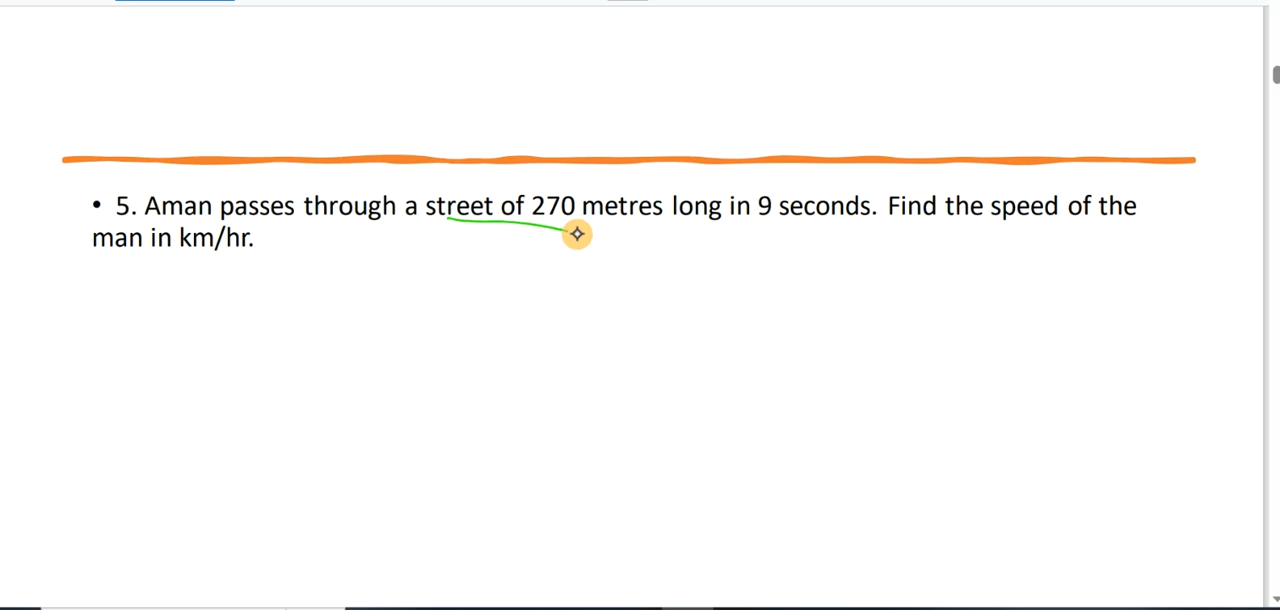 • 5. Aman passes through a street of 270 metres long in 9 seconds. Find the speed of the
man in km/hr.